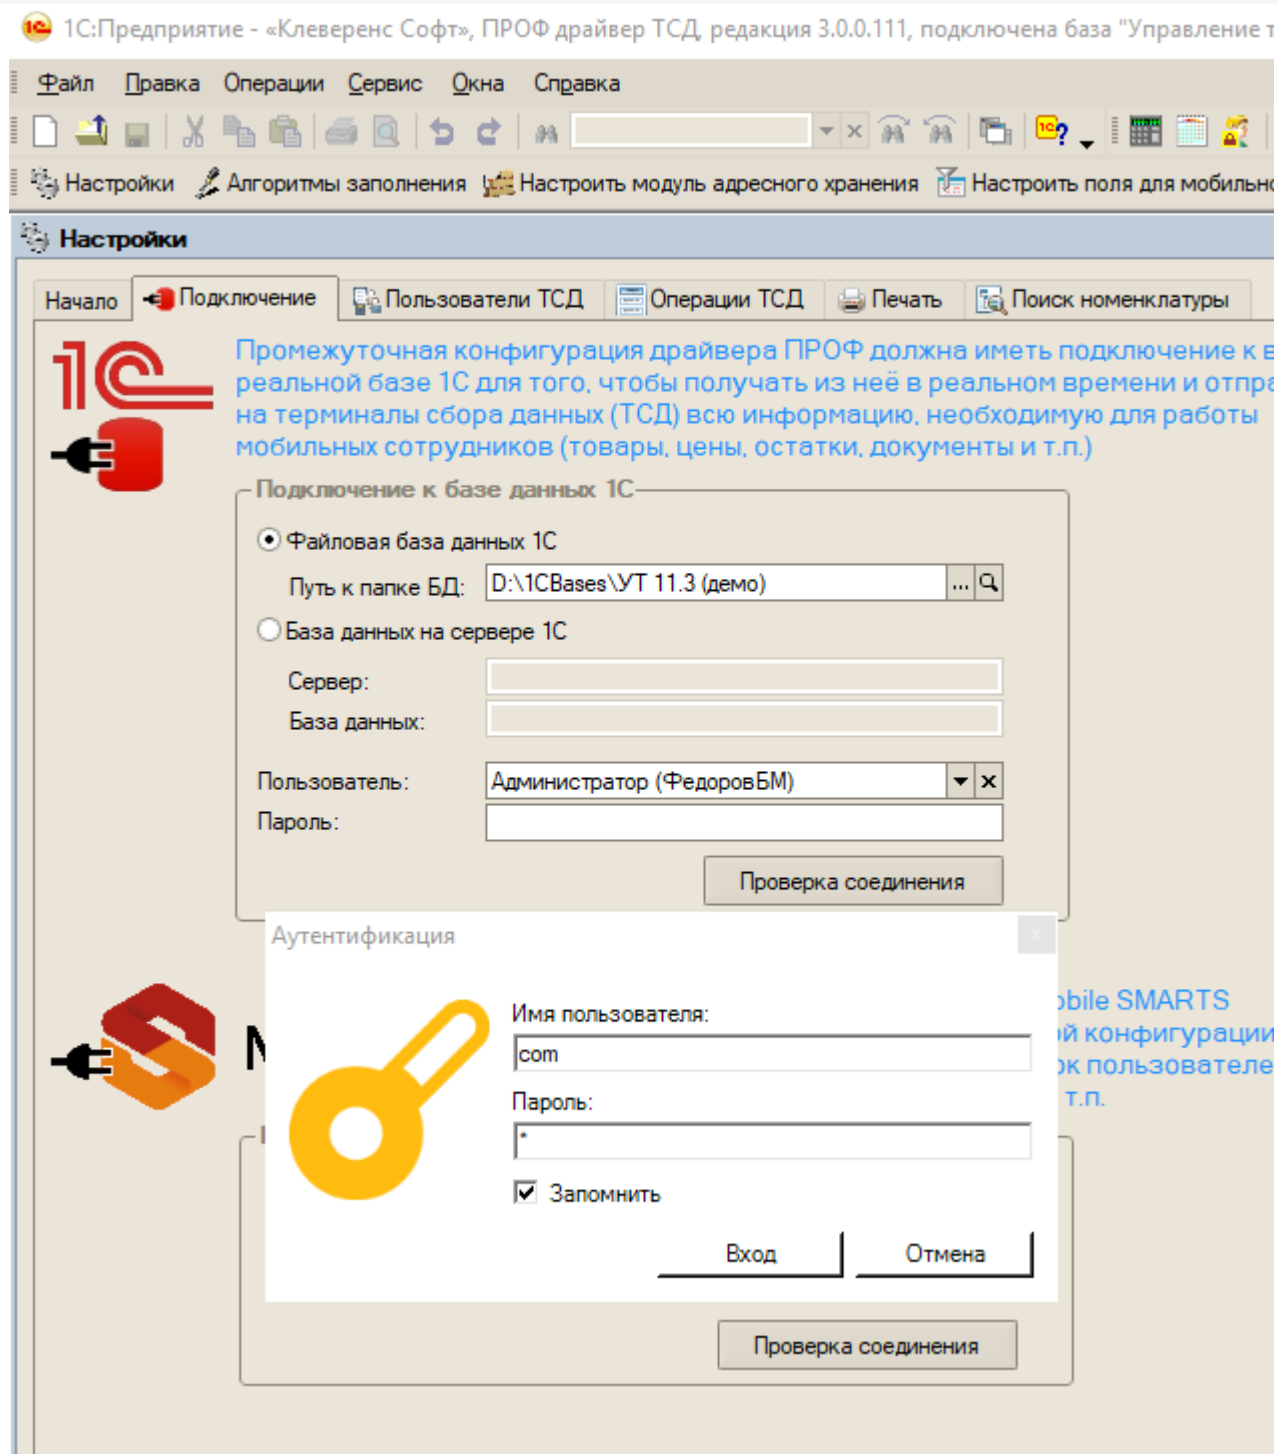 1С:Предприятие - «Клеверенс Софт», ПРОФ драйвер ТСД, редакция 3.0.0.111, подключена база "Управление т
Файл Правка Операции Сервис Окна Справка
Настройки Алгоритмы заполнения Настроить модуль адресного хранения Настроить поля для мобильно
Настройки
Начало Подключение Пользователи ТСД Операции ТСД Печать Поиск номенклатуры
Промежуточная конфигурация драйвера ПРОФ должна иметь подключение к в
реальной базе 1С для того, чтобы получать из неё в реальном времени и отпра
на терминалы сбора данных (ТСД) всю информацию, необходимую для работы
мобильных сотрудников (товары, цены, остатки, документы и т.п.)
Подключение к базе данных 1С
Файловая база данных 1С
Путь к папке БД: D:\1CBases\УТ 11.3 (демо) ...
База данных на сервере 1С
Сервер:
База данных:
Пользователь: Администратор (ФедоровБМ)
Пароль:
Проверка соединения
Аутентификация
Имя пользователя:
com
Пароль:
*
Запомнить
Вход Отмена
obile SMARTS
ой конфигурации
ок пользователе
т.п.
Проверка соединения